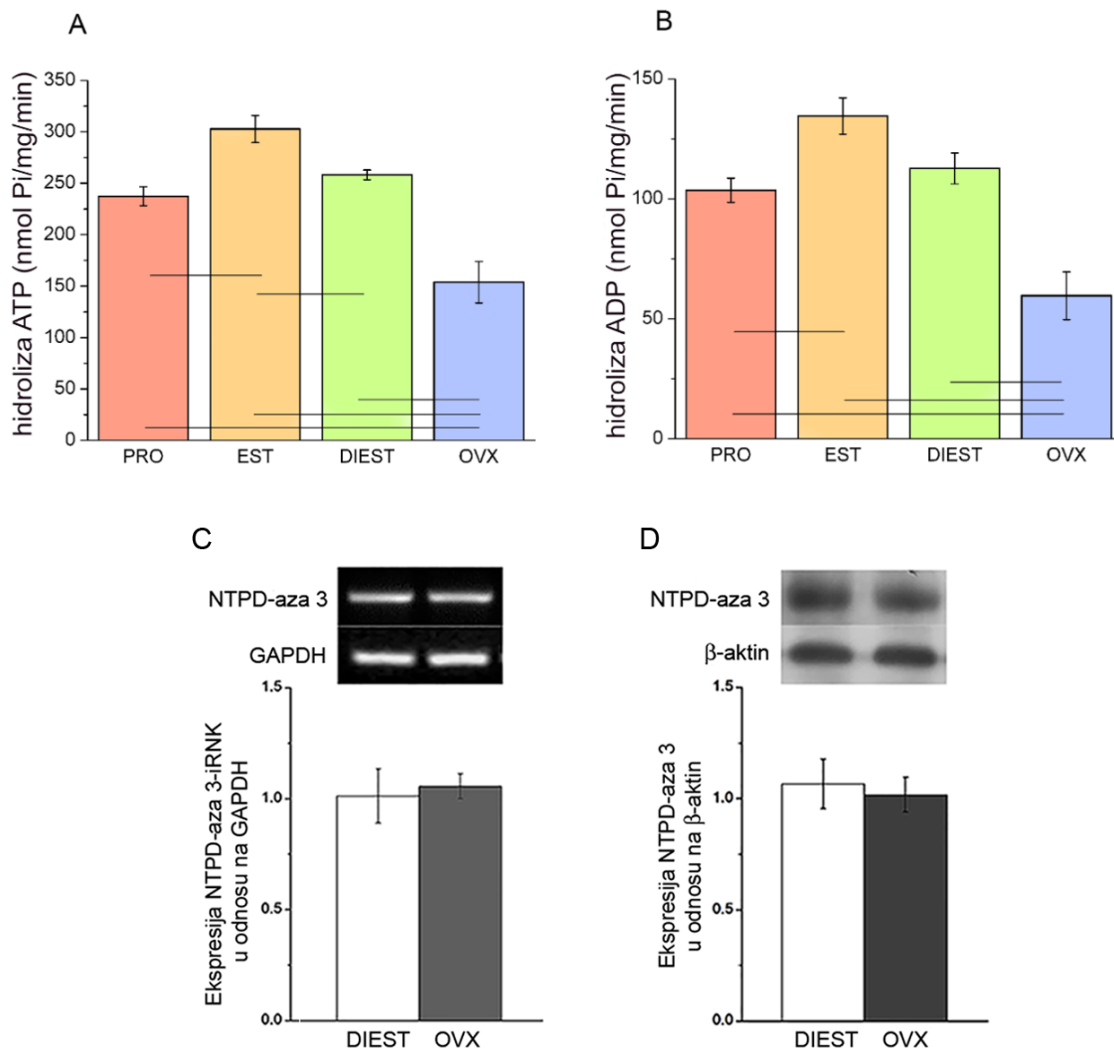 A
hidroliza ATP (nmol Pi/mg/min)
350
300
250
200
150
100
50
0
PRO EST DIEST OVX
B
hidroliza ADP (nmol Pi/mg/min)
150
100
50
0
PRO EST DIEST OVX
C
NTPD-aza 3
GAPDH
Ekspresija NTPD-aza 3-iRNK
u odnosu na GAPDH
1.5
1.0
0.5
0.0
DIEST OVX
D
NTPD-aza 3
β-aktin
Ekspresija NTPD-aza 3
u odnosu na β-aktin
1.5
1.0
0.5
0.0
DIEST OVX